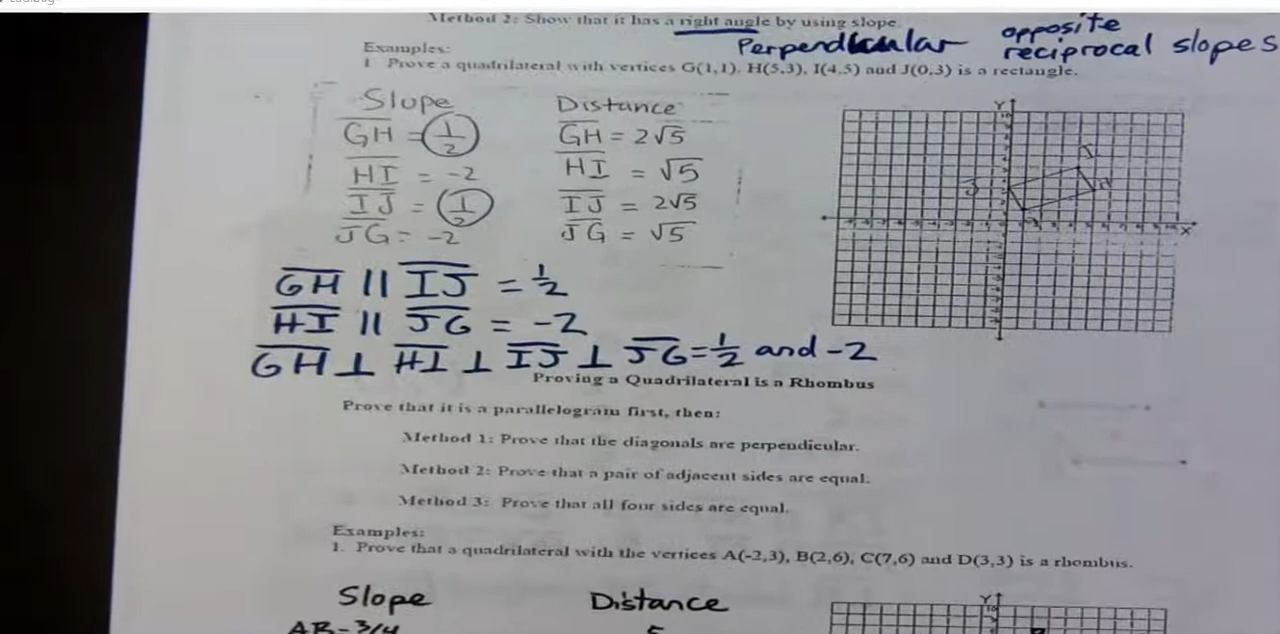 Method 2: Show that it has a right angle by using slope.
Perpendicular
opposite
reciprocal slopes
Examples:
1 Prove a quadrilateral with vertices G(1,1), H(5,3), I(4,5) and J(0,3) is a rectangle.
Slope
GH = 1/2
HI = -2
IJ = 1/2
JG = -2
Distance
GH = 2√5
HI = √5
IJ = 2√5
JG = √5
Y
10
J
I
H
G
X
GH || IJ = 1/2
HI || JG = -2
GH ⊥ HI ⊥ IJ ⊥ JG = 1/2 and -2
Proving a Quadrilateral is a Rhombus
Prove that it is a parallelogram first, then:
Method 1: Prove that the diagonals are perpendicular.
Method 2: Prove that a pair of adjacent sides are equal.
Method 3: Prove that all four sides are equal.
Examples:
1. Prove that a quadrilateral with the vertices A(-2,3), B(2,6), C(7,6) and D(3,3) is a rhombus.
Slope
Distance
AB - 3/4
5
Y
10
B